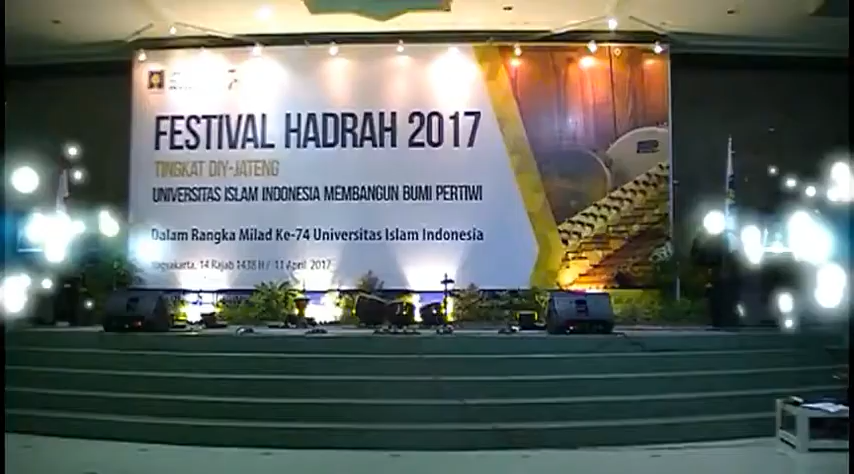 FESTIVAL HADRAH 2017
TINGKAT DIY-JATENG
UNIVERSITAS ISLAM INDONESIA MEMBANGUN BUMI PERTIWI
Dalam Rangka Milad Ke-74 Universitas Islam Indonesia
Yogyakarta, 14 Rajab 1438 H / 11 April 2017